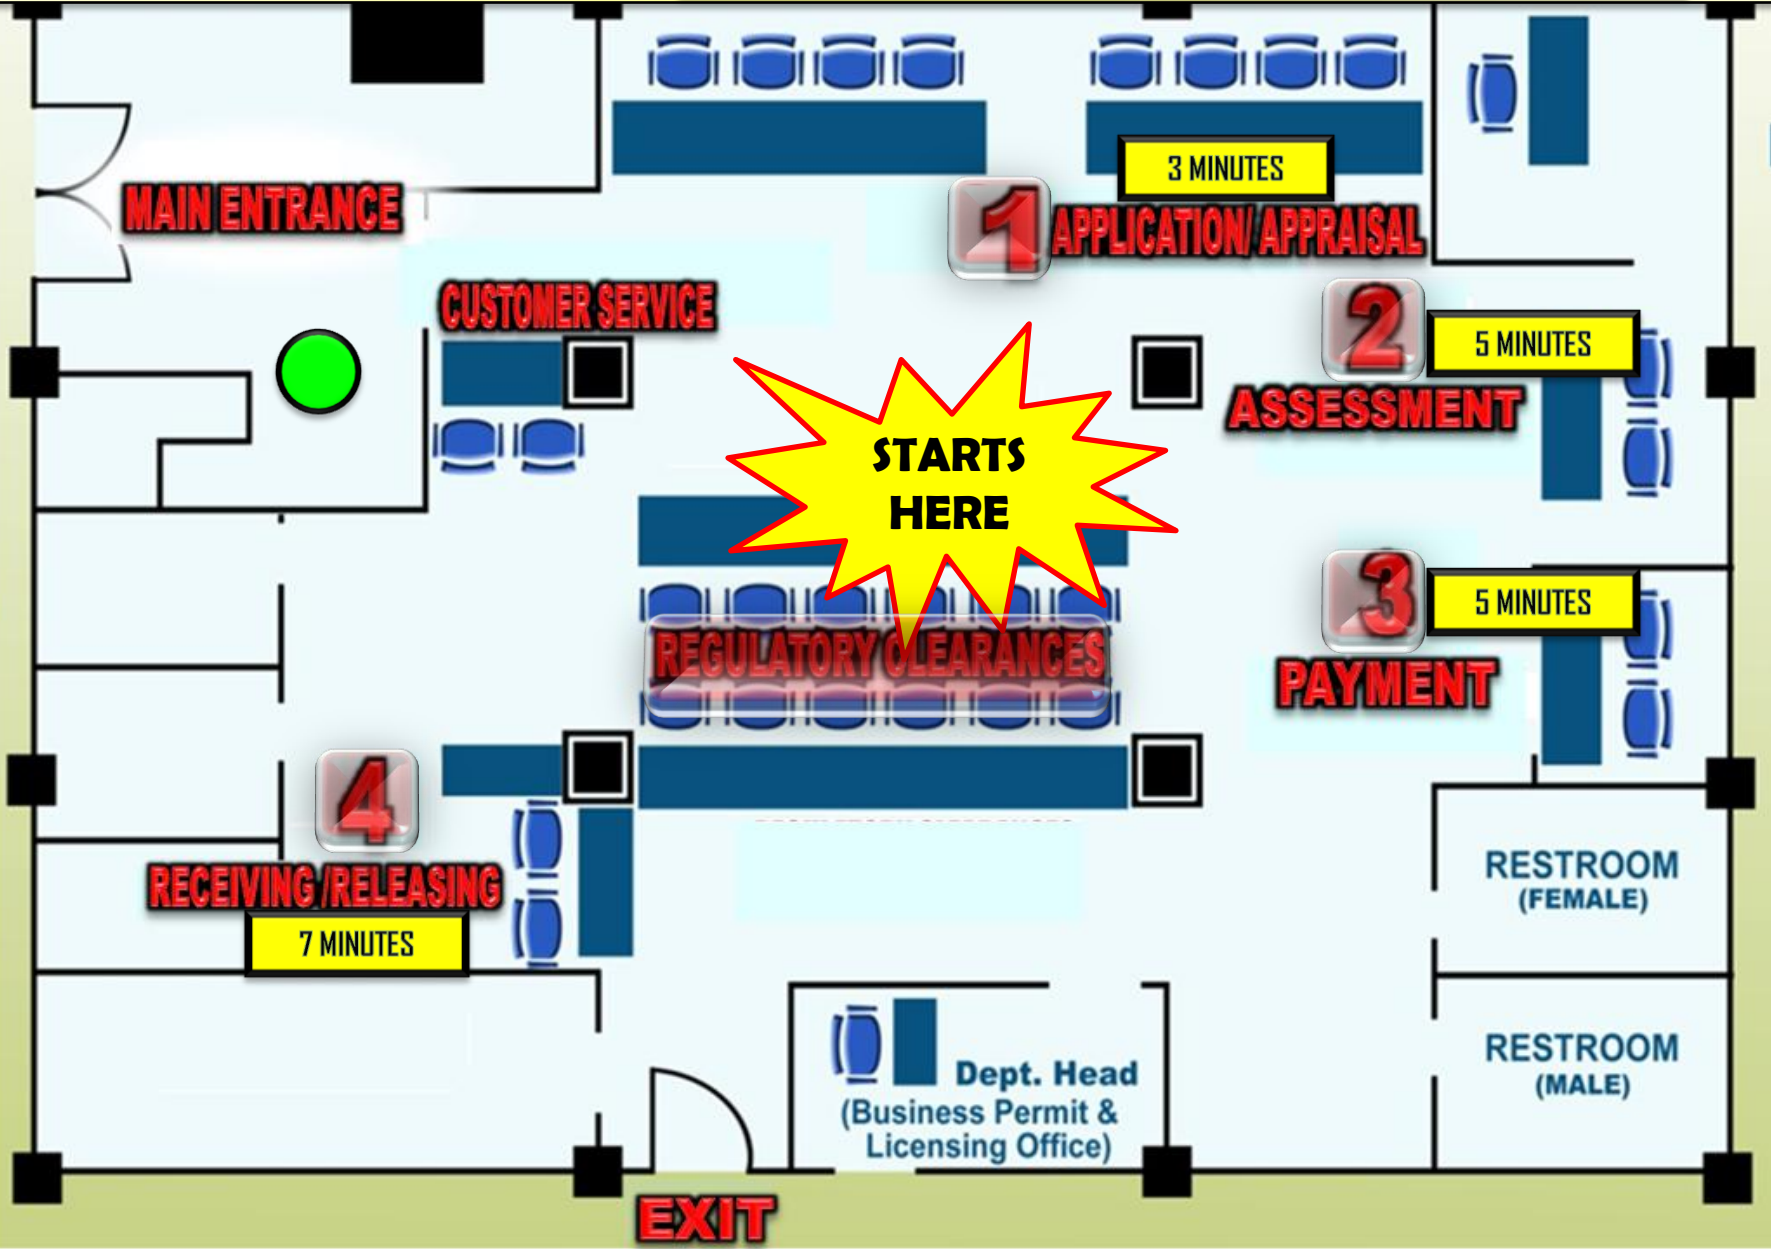 3 MINUTES
MAIN ENTRANCE
1 APPLICATION/ APPRAISAL
CUSTOMER SERVICE
2
5 MINUTES
ASSESSMENT
STARTS
HERE
3
5 MINUTES
REGULATORY CLEARANCES
PAYMENT
4
RECEIVING /RELEASING
7 MINUTES
RESTROOM
(FEMALE)
RESTROOM
(MALE)
Dept. Head
(Business Permit &
Licensing Office)
EXIT